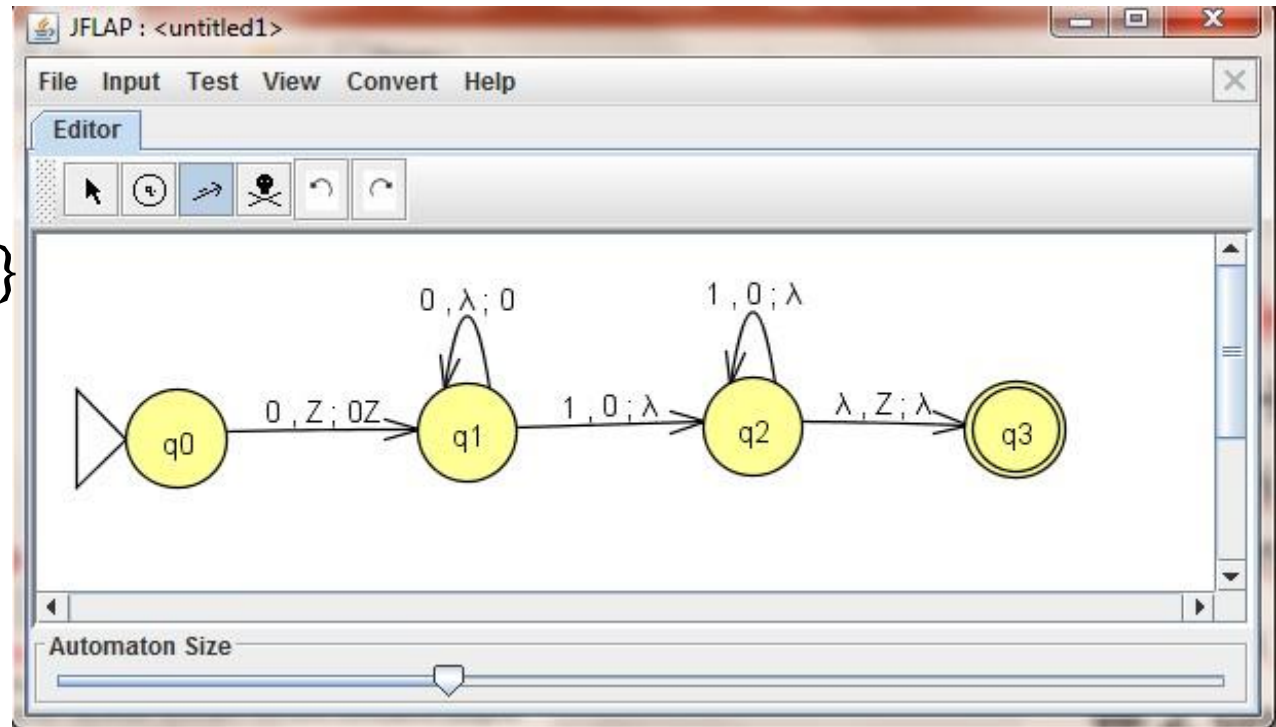 JFLAP : <untitled1>
File Input Test View Convert Help
Editor
}
0 , λ ; 0
1 , 0 ; λ
q0
0 , Z ; 0Z
q1
1 , 0 ; λ
q2
λ , Z ; λ
q3
Automaton Size